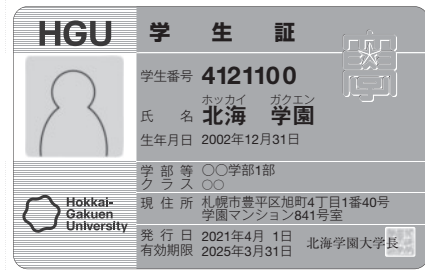 HGU 学 生 証
学生番号 4121100
ホッカイ ガクエン
氏 名 北海 学園
生年月日 2002年12月31日
学 部 等 ○○学部1部
ク ラ ス ○○
現 住 所 札幌市豊平区旭町4丁目1番40号
学園マンション841号室
Hokkai-
Gakuen
University
発 行 日 2021年4月 1日
有効期限 2025年3月31日
北海学園大学長